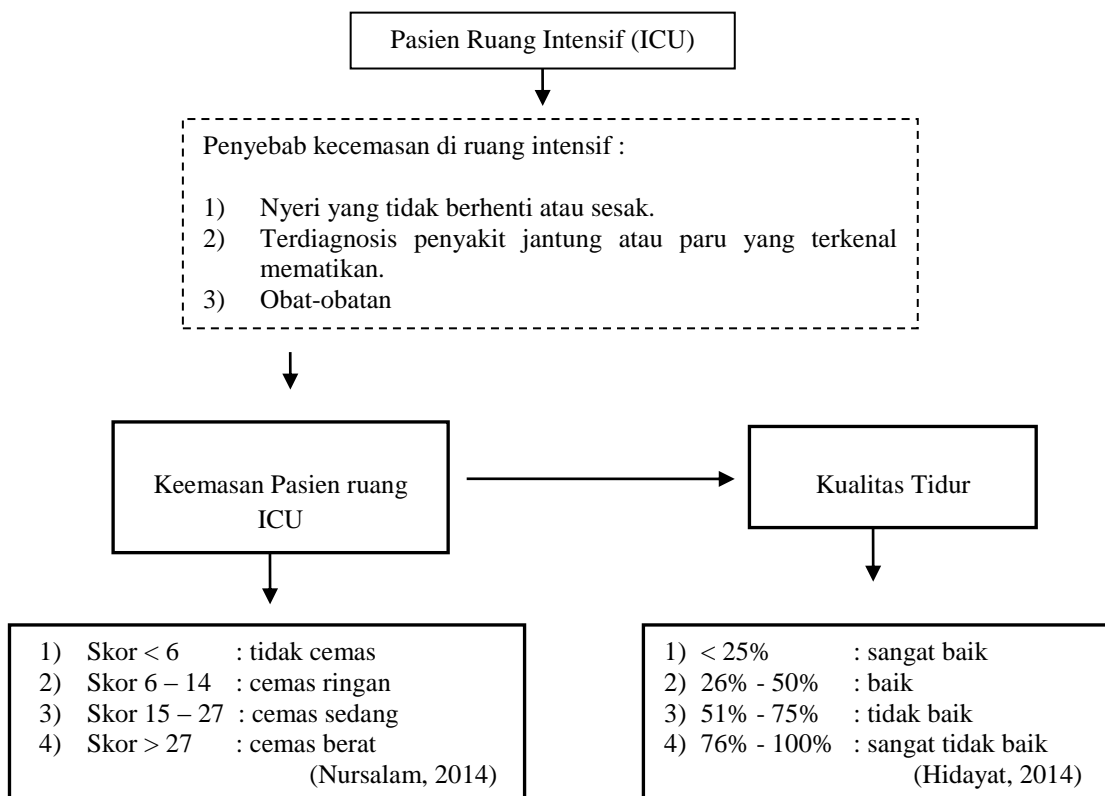 Pasien Ruang Intensif (ICU)
Penyebab kecemasan di ruang intensif :
1) Nyeri yang tidak berhenti atau sesak.
2) Terdiagnosis penyakit jantung atau paru yang terkenal
mematikan.
3) Obat-obatan
Keemasan Pasien ruang
ICU
Kualitas Tidur
1) Skor < 6 : tidak cemas
2) Skor 6 – 14 : cemas ringan
3) Skor 15 – 27 : cemas sedang
4) Skor > 27 : cemas berat
(Nursalam, 2014)
1) < 25% : sangat baik
2) 26% - 50% : baik
3) 51% - 75% : tidak baik
4) 76% - 100% : sangat tidak baik
(Hidayat, 2014)